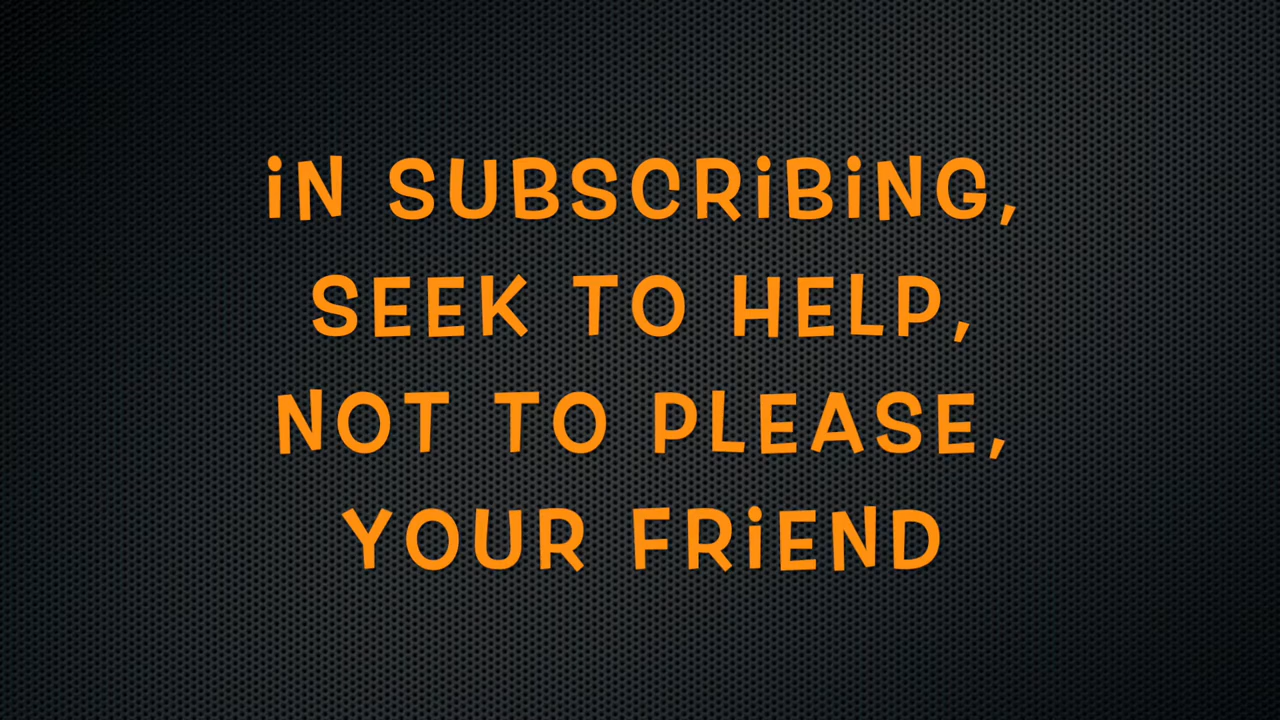 iN SUBSCRiBiNG,
SEEK TO HELP,
NOT TO PLEASE,
YOUR FRiEND